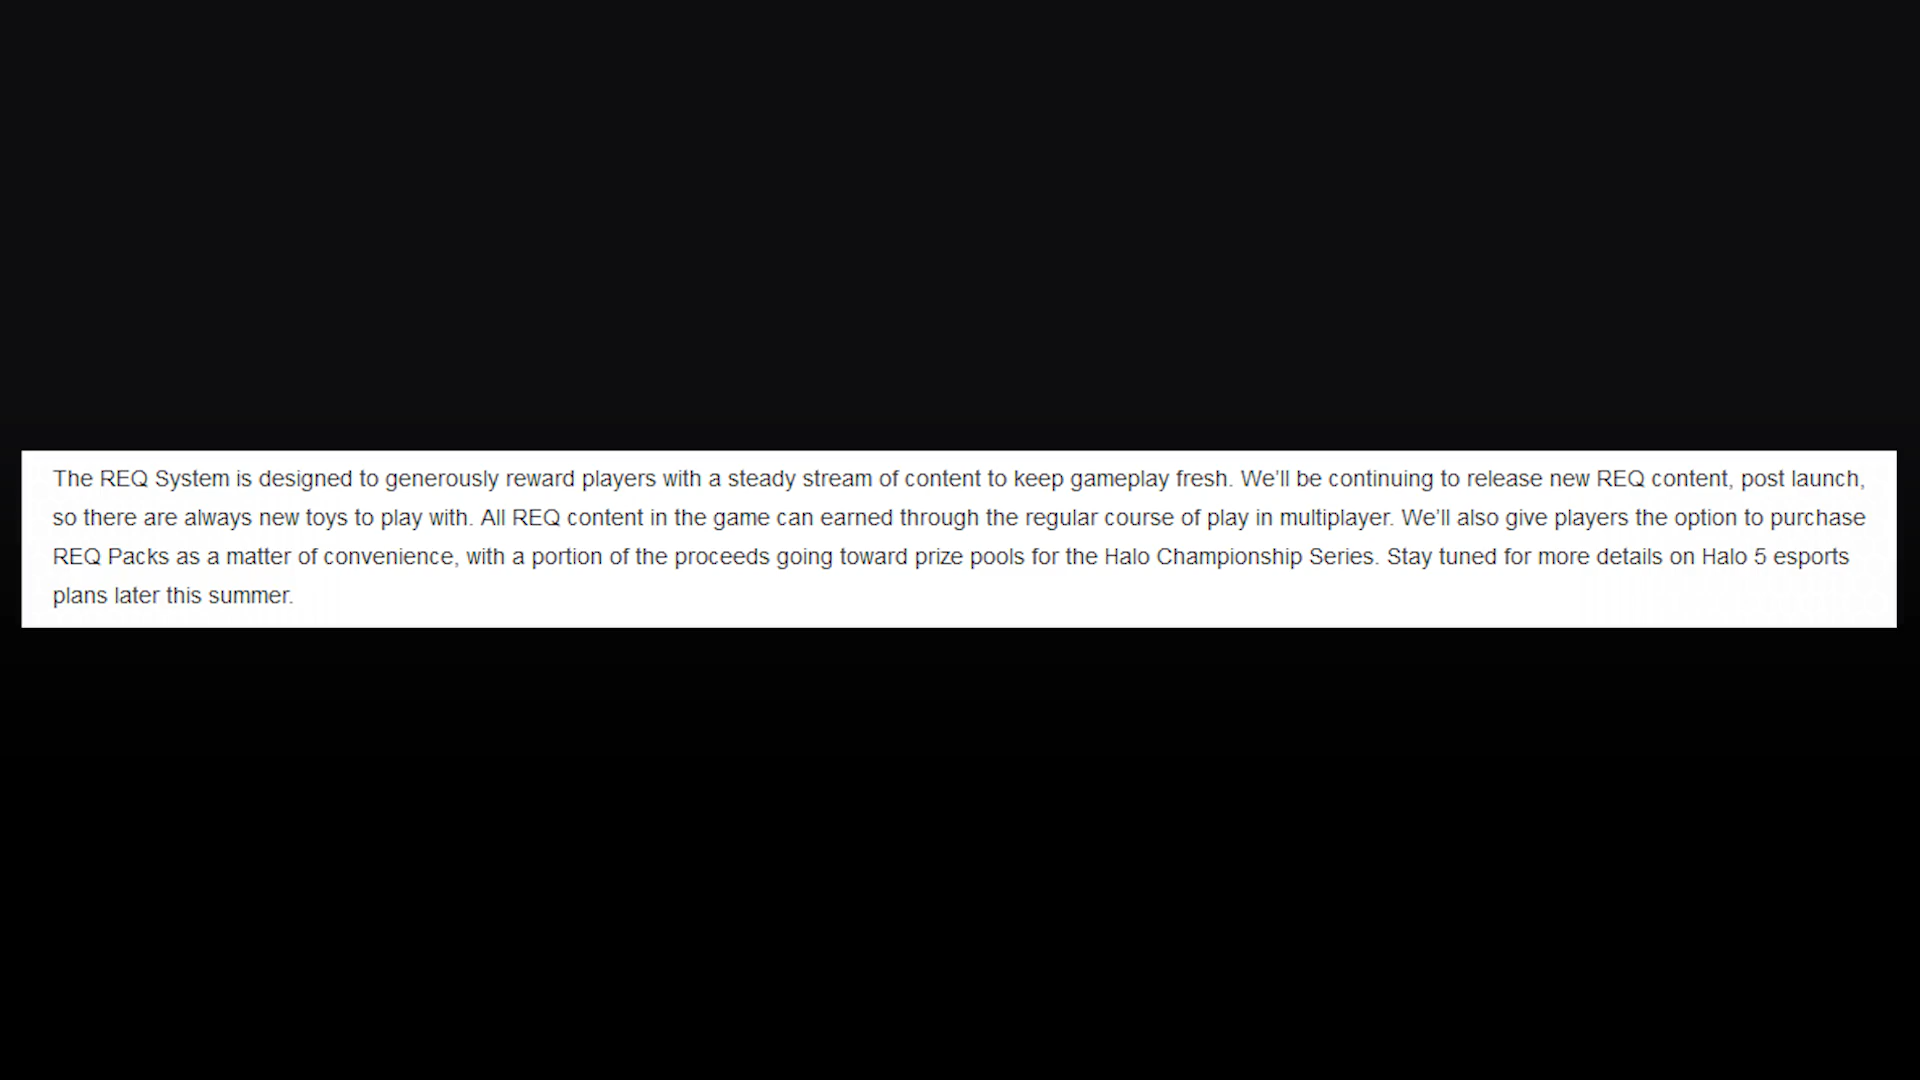 The REQ System is designed to generously reward players with a steady stream of content to keep gameplay fresh. We'll be continuing to release new REQ content, post launch,
so there are always new toys to play with. All REQ content in the game can earned through the regular course of play in multiplayer. We'll also give players the option to purchase
REQ Packs as a matter of convenience, with a portion of the proceeds going toward prize pools for the Halo Championship Series. Stay tuned for more details on Halo 5 esports
plans later this summer.